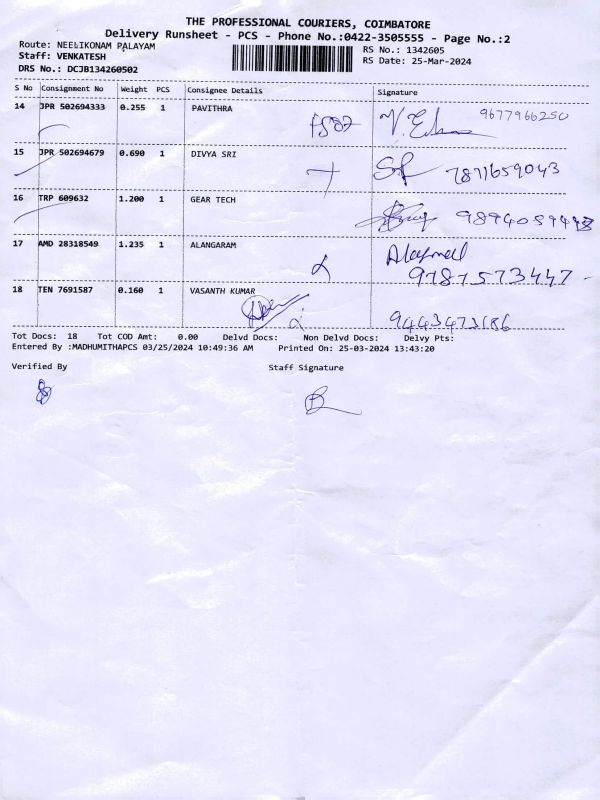 THE PROFESSIONAL COURIERS, COIMBATORE
Delivery Runsheet - PCS - Phone No.:0422-3505555 - Page No.:2
Route: NEELIKONAM PALAYAM
RS No.: 1342605
Staff: VENKATESH
RS Date: 25-Mar-2024
DRS No.: DCJB134260502
S No Consignment No Weight PCS Consignee Details Signature
14 JPR 502694333 0.255 1 PAVITHRA 9677966250
15 JPR 502694679 0.690 1 DIVYA SRI 7871659043
16 TRP 609632 1.200 1 GEAR TECH
17 AMD 28318549 1.235 1 ALANGARAM
9787573447
18 TEN 7691587 0.160 1 VASANTH KUMAR
9443473186
Tot Docs: 18 Tot COD Amt: 0.00 Delvd Docs: Non Delvd Docs: Delvy Pts:
Entered By :MADHUMITHAPCS 03/25/2024 10:49:36 AM Printed On: 25-03-2024 13:43:20
Verified By Staff Signature